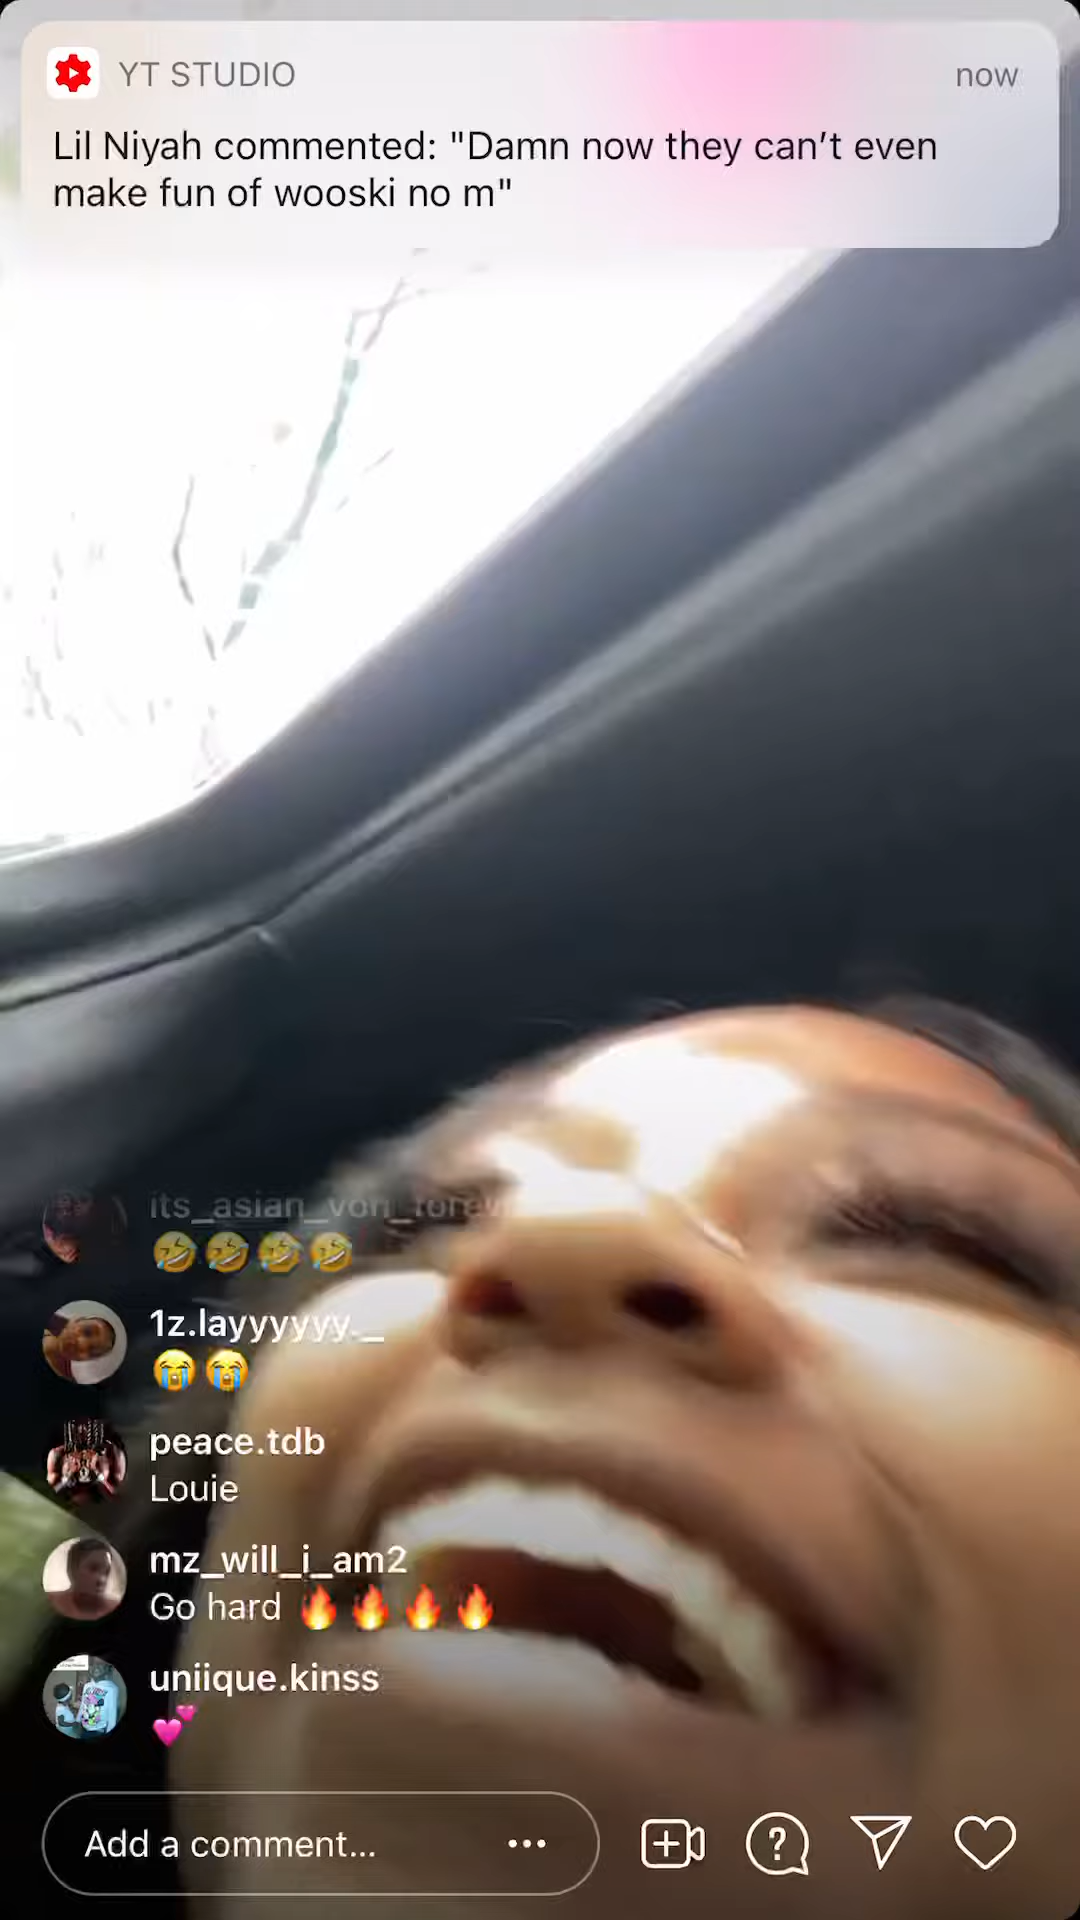 YT STUDIO
now
Lil Niyah commented: "Damn now they can’t even
make fun of wooski no m"
1z.layyyyyy._
😭😭
peace.tdb
Louie
mz_will_i_am2
Go hard 🔥🔥🔥🔥
uniique.kinss
💕
Add a comment...